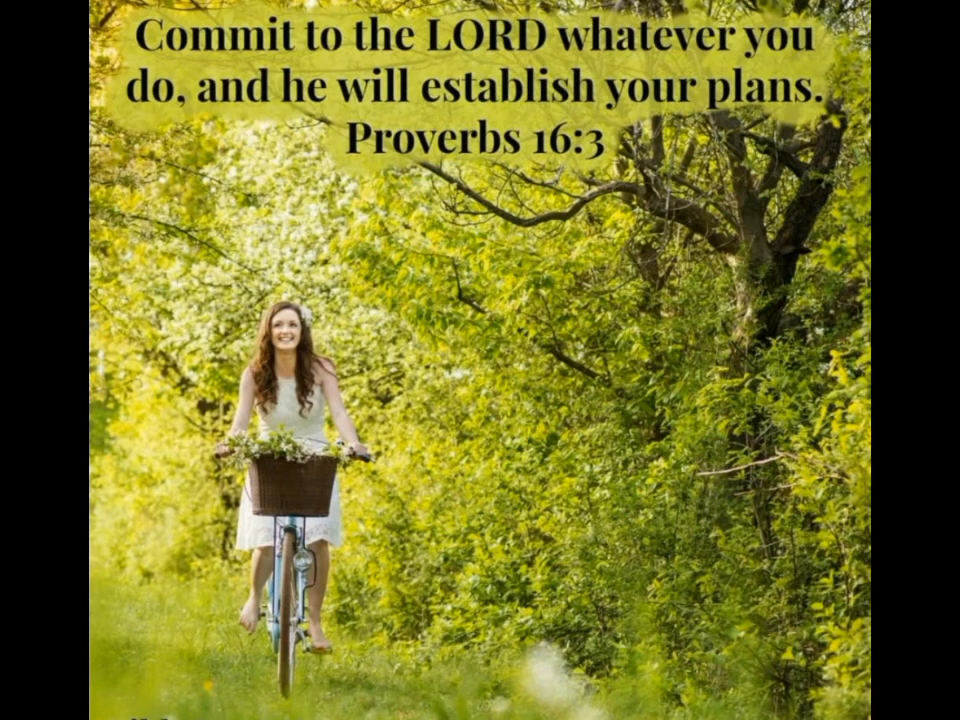 Commit to the LORD whatever you
do, and he will establish your plans.
Proverbs 16:3